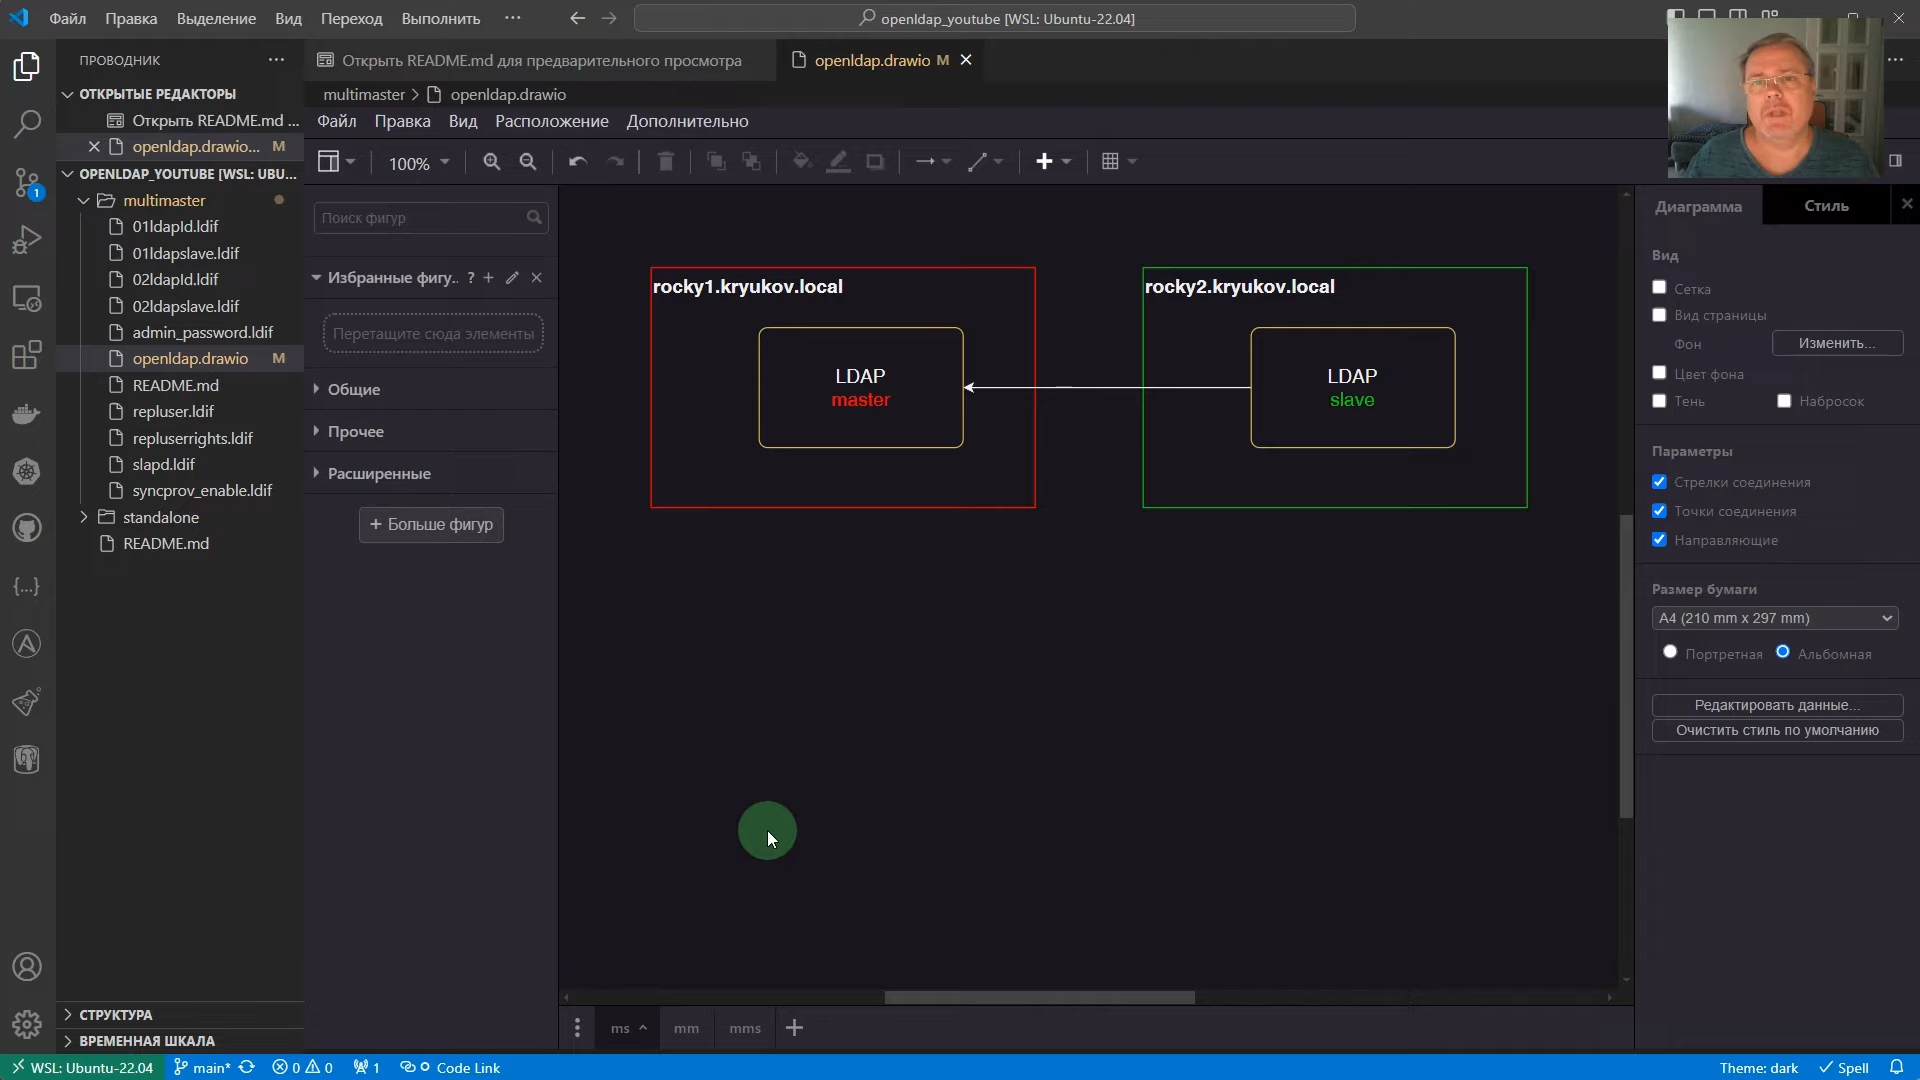 Файл Правка Выделение Вид Переход Выполнить ···
openldap_youtube [WSL: Ubuntu-22.04]
ПРОВОДНИК
ОТКРЫТЫЕ РЕДАКТОРЫ
Открыть README.md ...
openldap.drawio... M
OPENLDAP_YOUTUBE [WSL: UBU...
multimaster
01ldapId.ldif
01ldapslave.ldif
02ldapId.ldif
02ldapslave.ldif
admin_password.ldif
openldap.drawio M
README.md
repluser.ldif
repluserrights.ldif
slapd.ldif
syncprov_enable.ldif
standalone
README.md
СТРУКТУРА
ВРЕМЕННАЯ ШКАЛА
Открыть README.md для предварительного просмотра
openldap.drawio M
multimaster > openldap.drawio
Файл Правка Вид Расположение Дополнительно
100%
Поиск фигур
Избранные фигу.. ?
Перетащите сюда элементы
Общие
Прочее
Расширенные
+ Больше фигур
rocky1.kryukov.local
LDAP
master
rocky2.kryukov.local
LDAP
slave
ms mm mms
Диаграмма Стиль
Вид
Сетка
Вид страницы
Фон Изменить...
Цвет фона
Тень Набросок
Параметры
Стрелки соединения
Точки соединения
Направляющие
Размер бумаги
A4 (210 mm x 297 mm)
Портретная Альбомная
Редактировать данные...
Очистить стиль по умолчанию
1
WSL: Ubuntu-22.04 main* 0 0 1 Code Link Theme: dark Spell